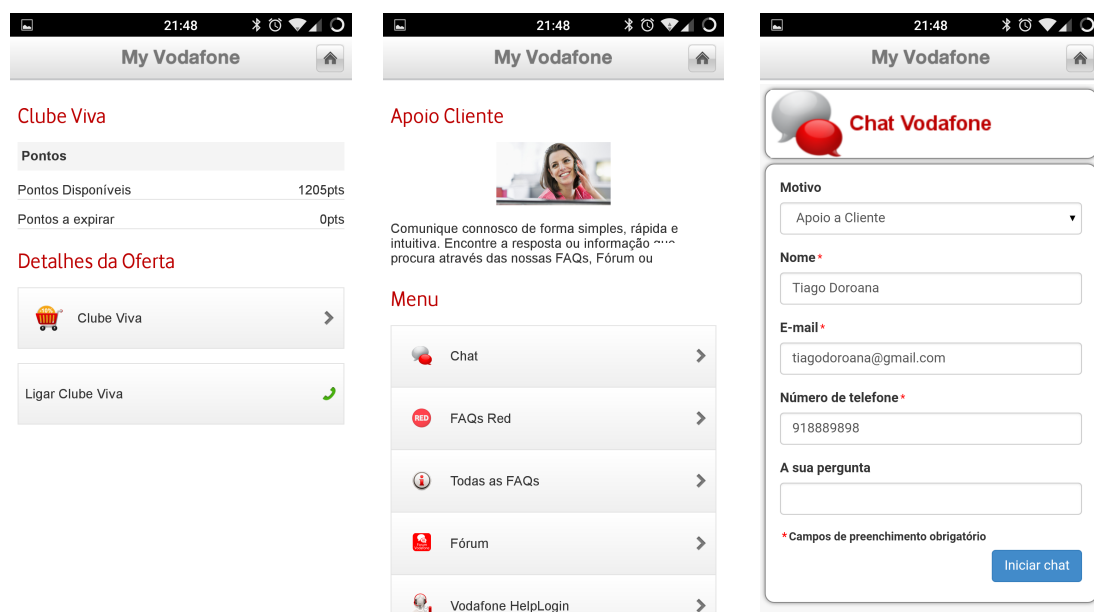 21:48
My Vodafone
Clube Viva
Pontos
Pontos Disponíveis 1205pts
Pontos a expirar 0pts
Detalhes da Oferta
Clube Viva
Ligar Clube Viva
21:48
My Vodafone
Apoio Cliente
Comunique connosco de forma simples, rápida e
intuitiva. Encontre a resposta ou informação que
procura através das nossas FAQs, Fórum ou
Menu
Chat
RED FAQs Red
Todas as FAQs
Fórum
Vodafone HelpLogin
21:48
My Vodafone
Chat Vodafone
Motivo
Apoio a Cliente
Nome*
Tiago Doroana
E-mail*
tiagodoroana@gmail.com
Número de telefone*
918889898
A sua pergunta
*Campos de preenchimento obrigatório
Iniciar chat